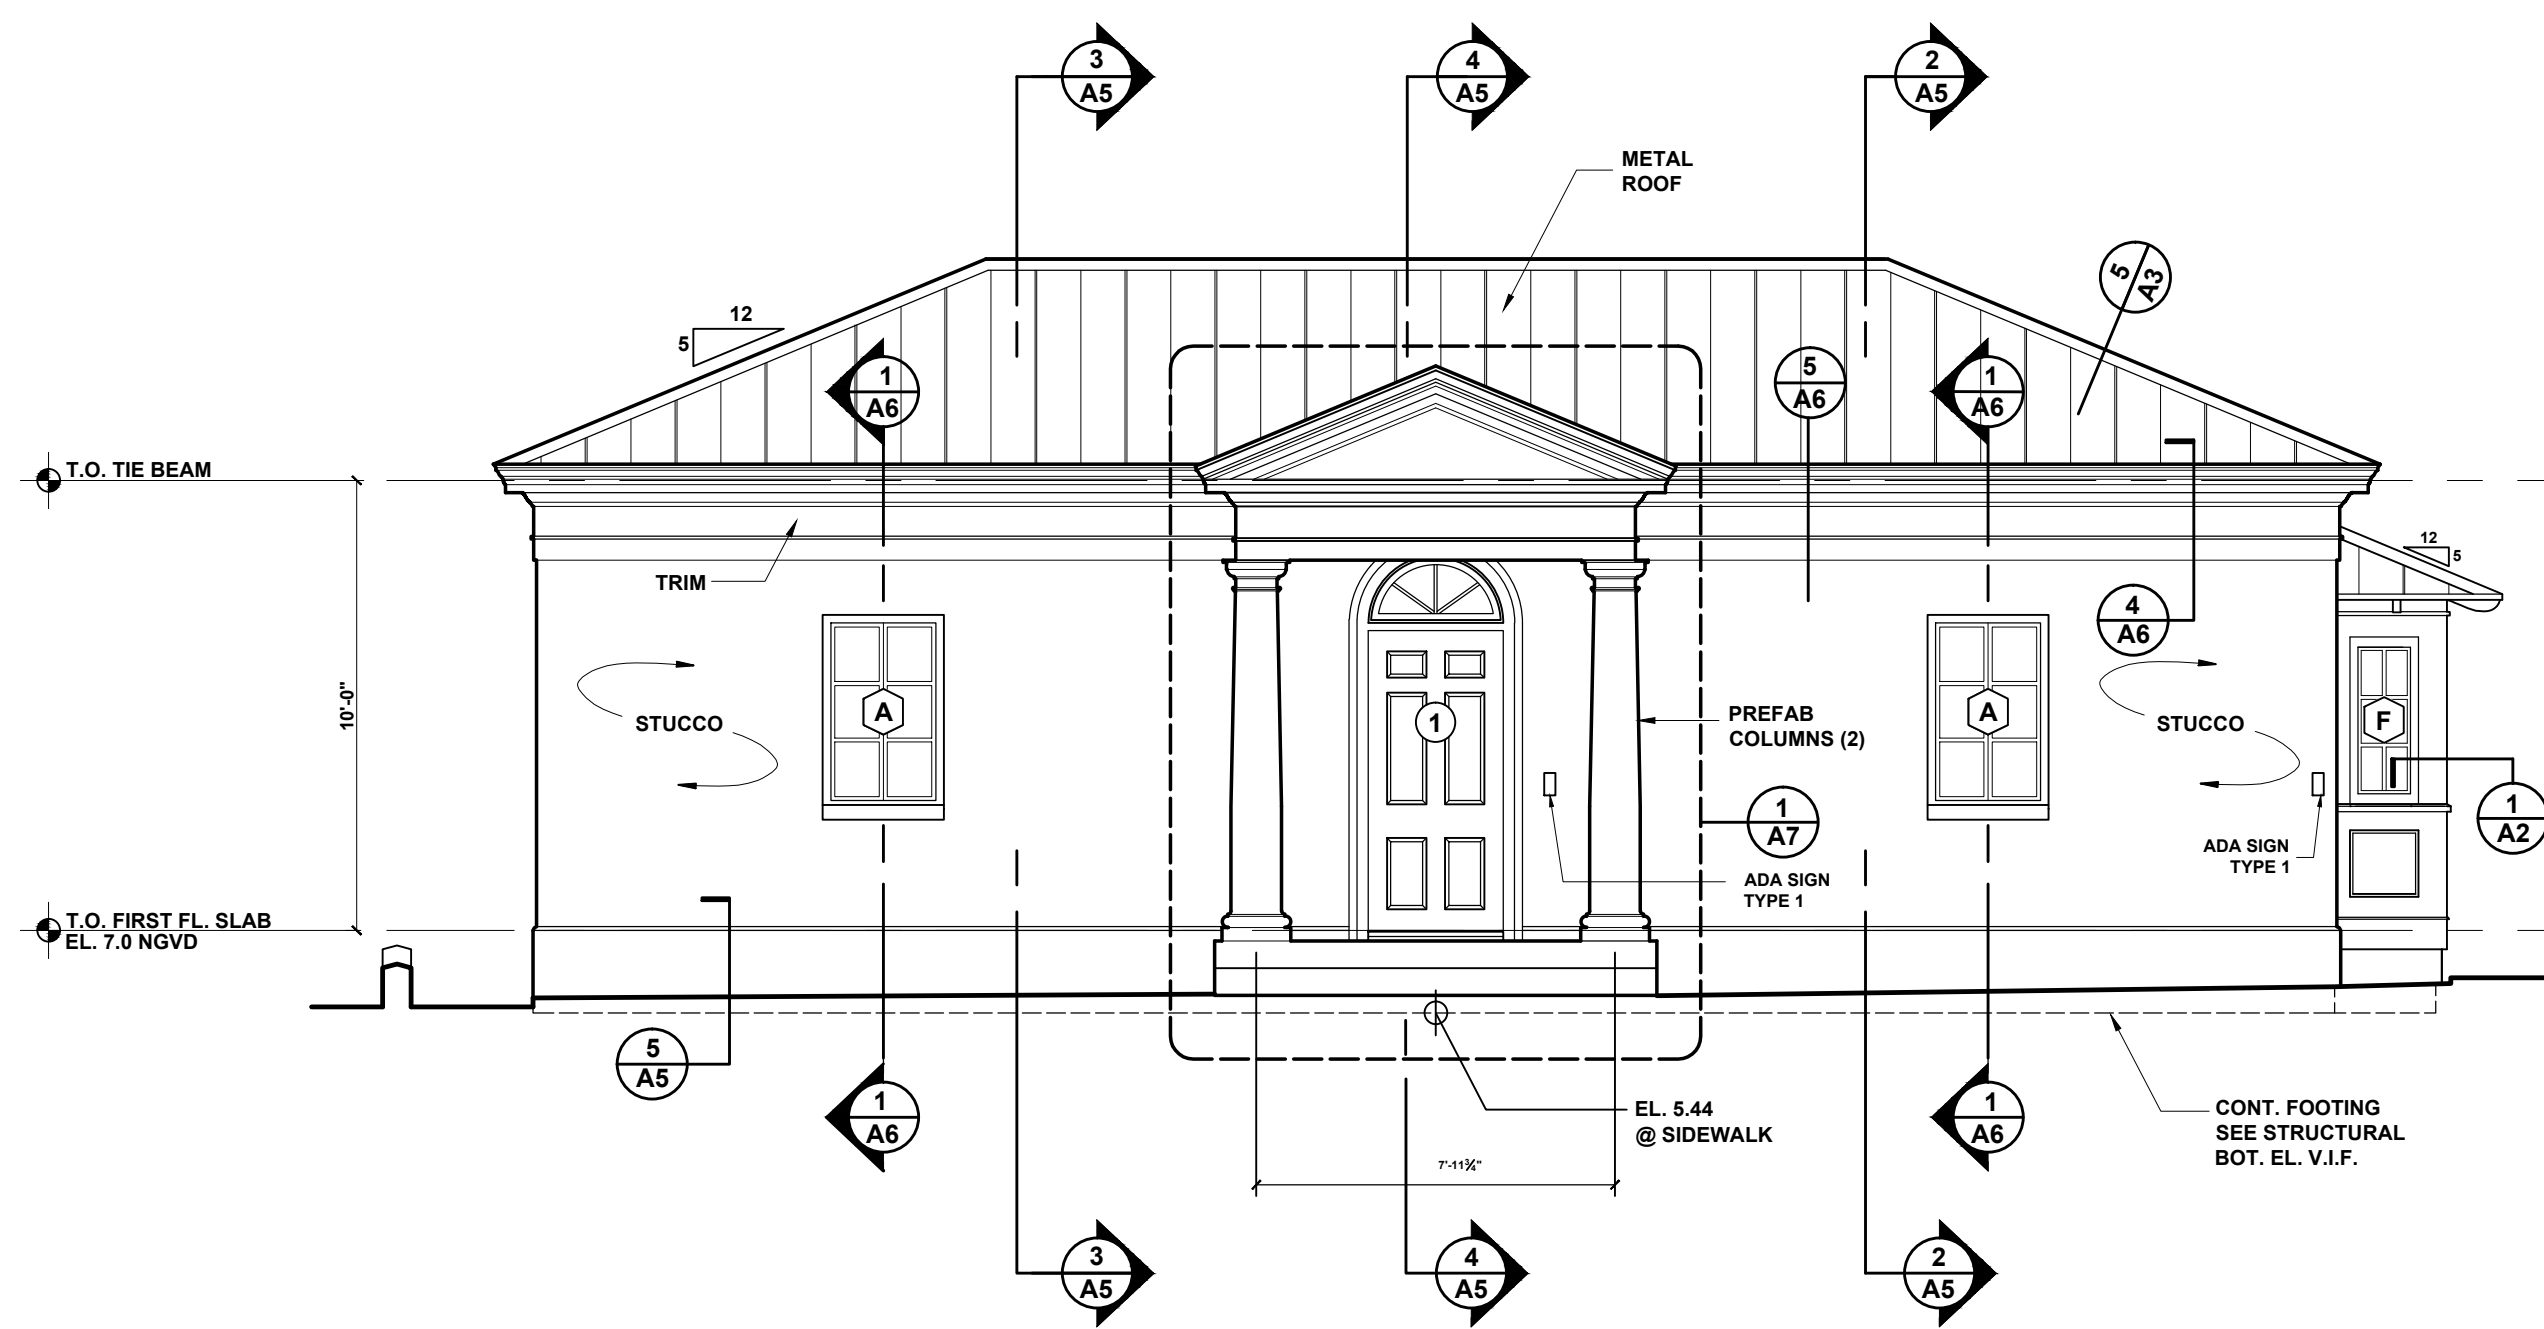 3
A5
4
A5
2
A5
METAL
ROOF
5
A3
12
5
1
A6
5
A6
1
A6
T.O. TIE BEAM
12
5
TRIM
4
A6
10'-0"
STUCCO
A
1
PREFAB
COLUMNS (2)
A
STUCCO
F
1
A7
1
A2
ADA SIGN
TYPE 1
ADA SIGN
TYPE 1
T.O. FIRST FL. SLAB
EL. 7.0 NGVD
5
A5
1
A6
EL. 5.44
@ SIDEWALK
1
A6
CONT. FOOTING
SEE STRUCTURAL
BOT. EL. V.I.F.
7'-11¾"
3
A5
4
A5
2
A5